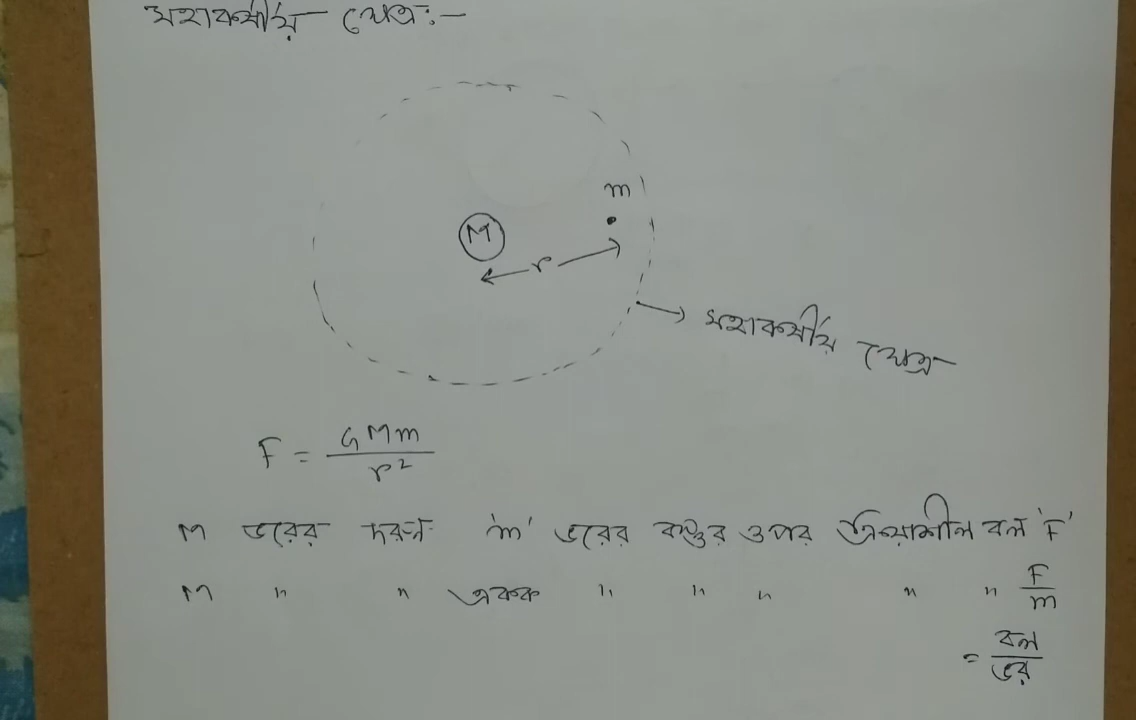 মহাকর্ষীয় ক্ষেত্র:-
m
M
r
→ মহাকর্ষীয় ক্ষেত্র
F = GMm / r²
M ভরের দরুন 'm' ভরের বস্তুর ওপর ক্রিয়াশীল বল 'F'
M " " একক " " " " " F/m
= বল/ভর